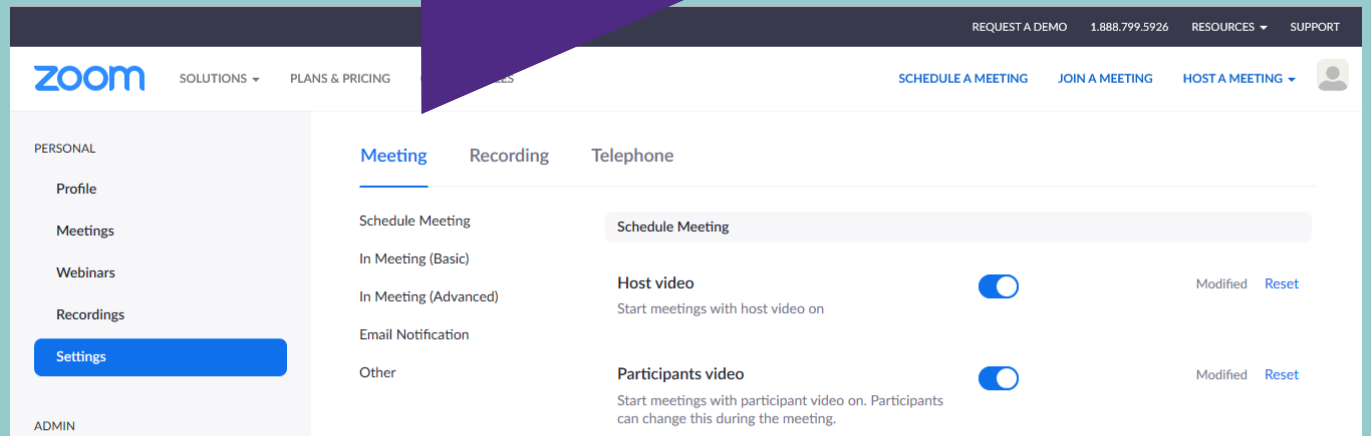 REQUEST A DEMO 1.888.799.5926 RESOURCES SUPPORT
zoom SOLUTIONS PLANS & PRICING SCHEDULE A MEETING JOIN A MEETING HOST A MEETING
PERSONAL
Profile
Meetings
Webinars
Recordings
Settings
ADMIN
Meeting Recording Telephone
Schedule Meeting
In Meeting (Basic)
In Meeting (Advanced)
Email Notification
Other
Schedule Meeting
Host video
Start meetings with host video on
Modified Reset
Participants video
Start meetings with participant video on. Participants
can change this during the meeting.
Modified Reset